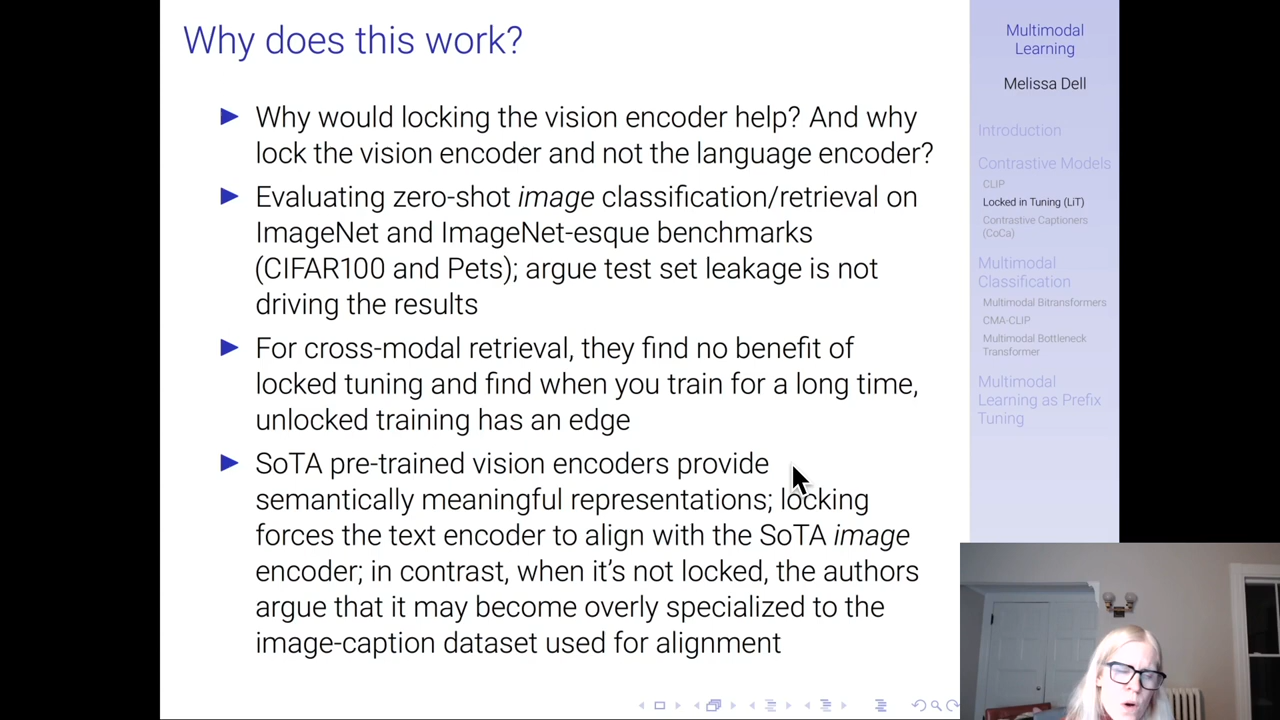 Why does this work?
Why would locking the vision encoder help? And why
lock the vision encoder and not the language encoder?
Evaluating zero-shot image classification/retrieval on
ImageNet and ImageNet-esque benchmarks
(CIFAR100 and Pets); argue test set leakage is not
driving the results
For cross-modal retrieval, they find no benefit of
locked tuning and find when you train for a long time,
unlocked training has an edge
SoTA pre-trained vision encoders provide
semantically meaningful representations; locking
forces the text encoder to align with the SoTA image
encoder; in contrast, when it's not locked, the authors
argue that it may become overly specialized to the
image-caption dataset used for alignment
Multimodal
Learning
Melissa Dell
Introduction
Contrastive Models
CLIP
Locked in Tuning (LiT)
Contrastive Captioners
(CoCa)
Multimodal
Classification
Multimodal Bitransformers
CMA-CLIP
Multimodal Bottleneck
Transformer
Multimodal
Learning as Prefix
Tuning